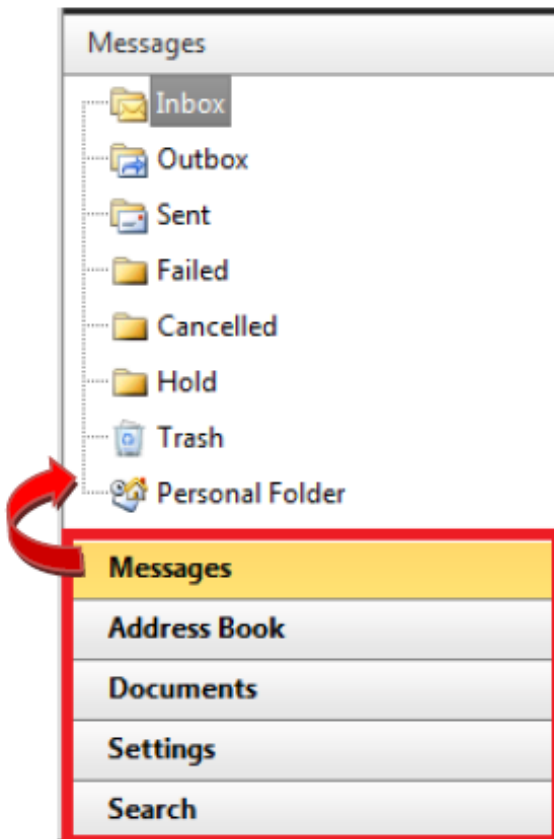 Messages
Inbox
Outbox
Sent
Failed
Cancelled
Hold
Trash
Personal Folder
Messages
Address Book
Documents
Settings
Search